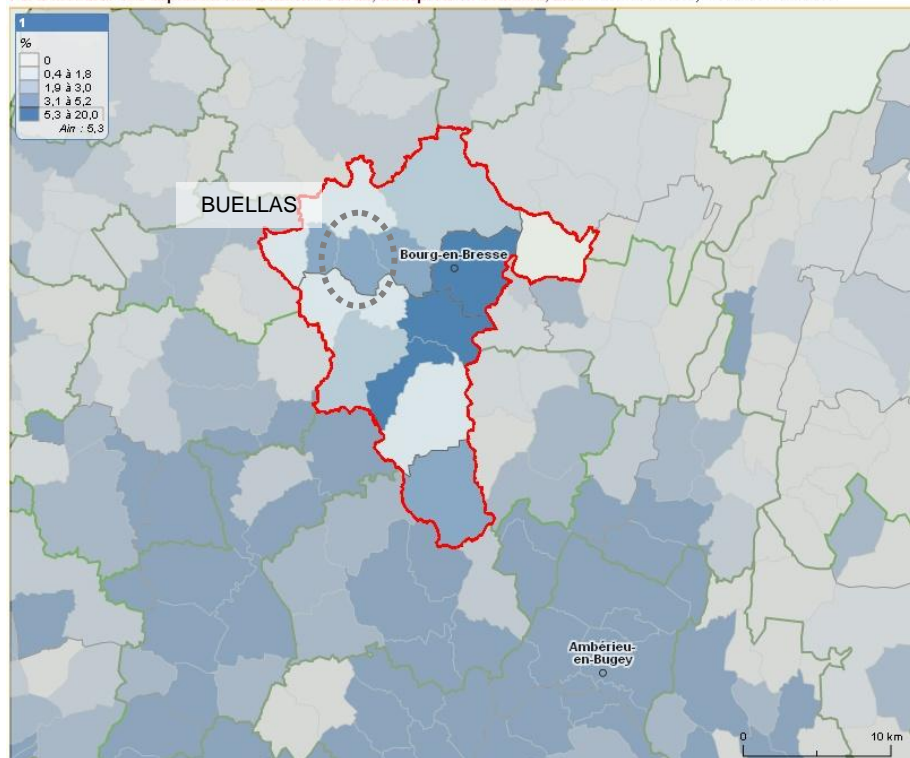 1
%
0
0,4 à 1,8
1,9 à 3,0
3,1 à 5,2
5,3 à 20,0
Ain : 5,3
BUELLAS
Bourg-en-Bresse
Ambérieu-
en-Bugey
0 10 km